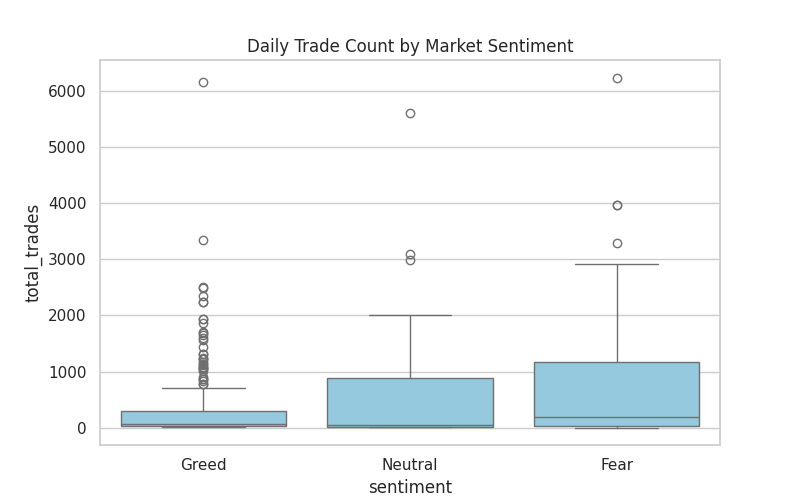 Daily Trade Count by Market Sentiment
total_trades
6000
5000
4000
3000
2000
1000
0
Greed
Neutral
Fear
sentiment